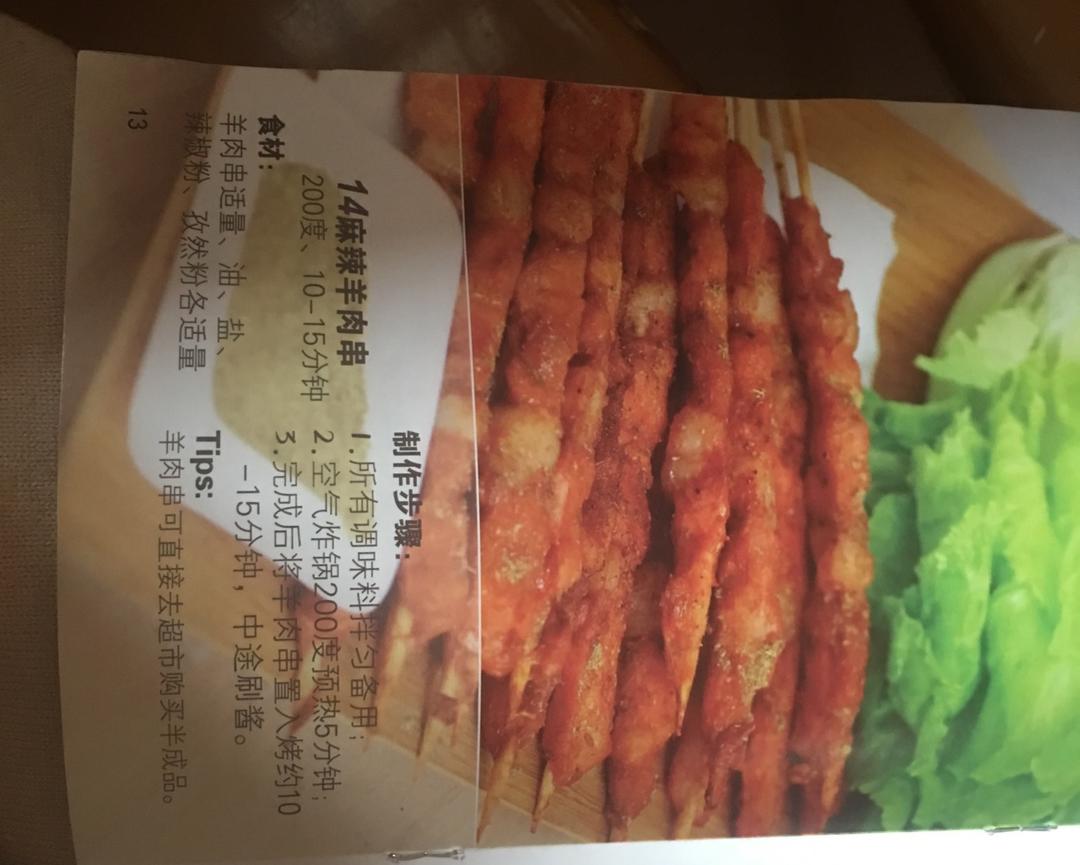 14麻辣羊肉串
200度、10-15分钟
食材：
羊肉串适量、油、盐、
辣椒粉、孜然粉各适量
制作步骤：
1.所有调味料拌匀备用；
2.空气炸锅200度预热5分钟；
3.完成后将羊肉串置入烤约10
-15分钟，中途刷酱。
Tips:
羊肉串可直接去超市购买半成品。
13